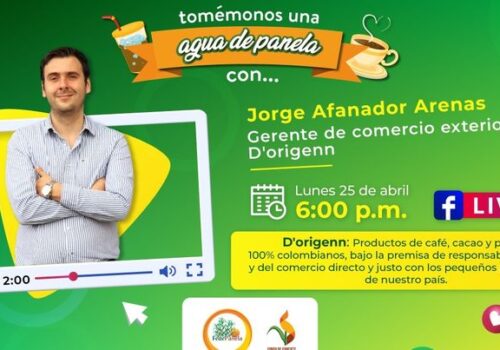 tomémonos una
agua de panela
con...
Jorge Afanador Arenas
Gerente de comercio exterio
D'origenn
Lunes 25 de abril
6:00 p.m.
f LIV
D'origenn: Productos de café, cacao y p
100% colombianos, bajo la premisa de responsab
y del comercio directo y justo con los pequeños
de nuestro país.
2:00
FedePanela